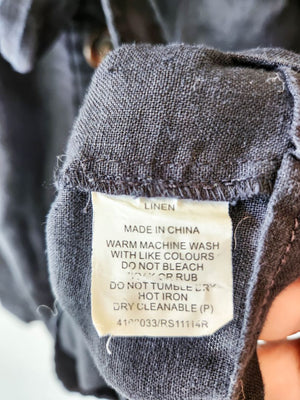 LINEN
MADE IN CHINA
WARM MACHINE WASH
WITH LIKE COLOURS
DO NOT BLEACH
OR RUB
DO NOT TUMBLE DRY
HOT IRON
DRY CLEANABLE (P)